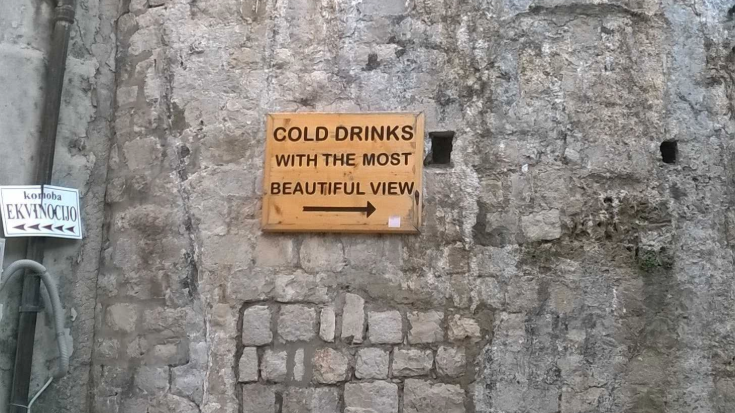 COLD DRINKS
WITH THE MOST
BEAUTIFUL VIEW
konoba
EKVINOCIJO